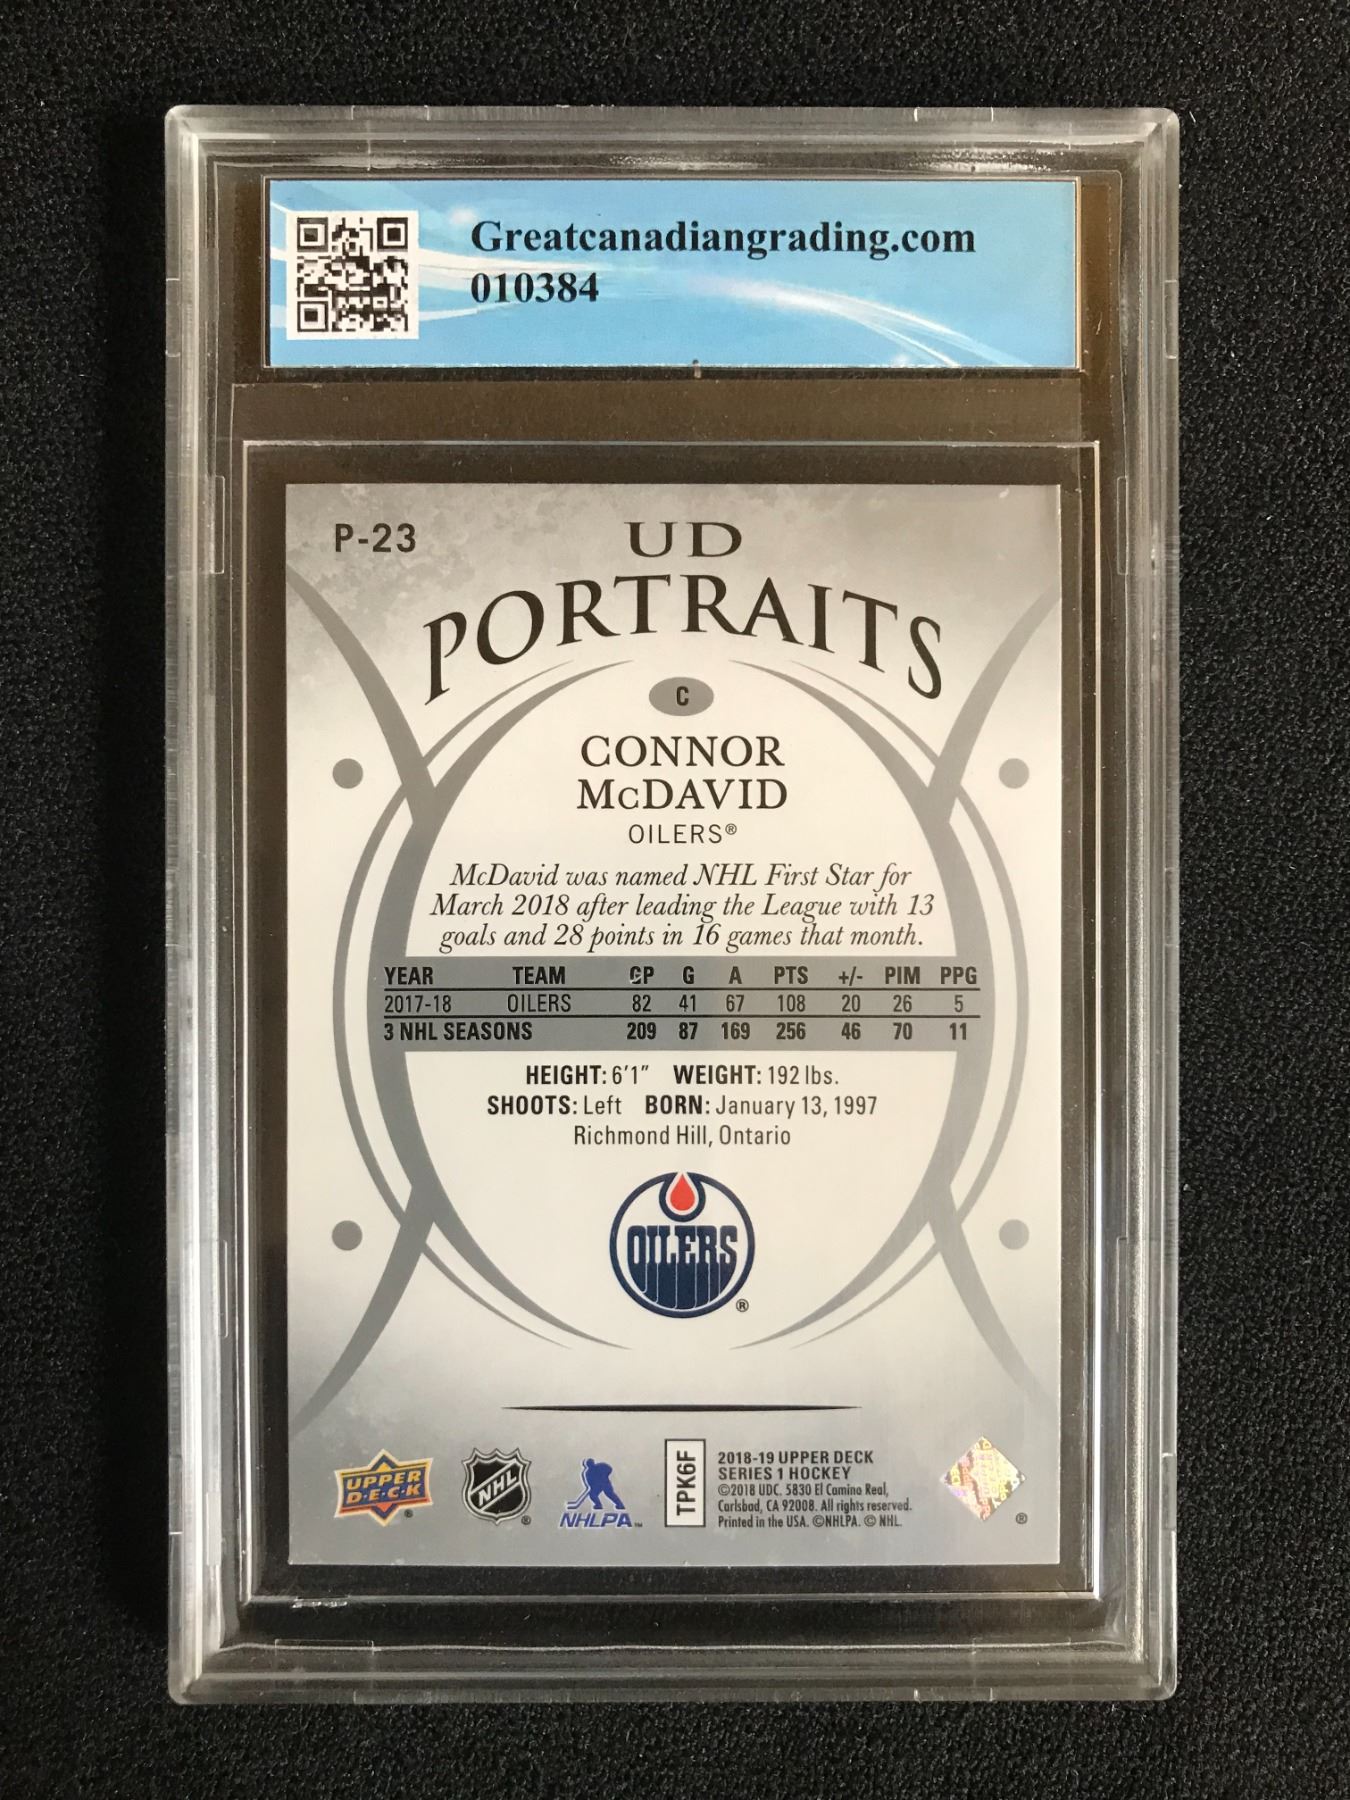 Greatcanadiangrading.com
010384
P-23
UD
PORTRAITS
C
CONNOR
McDAVID
OILERS®
McDavid was named NHL First Star for
March 2018 after leading the League with 13
goals and 28 points in 16 games that month.
YEAR TEAM GP G A PTS +/- PIM PPG
2017-18 OILERS 82 41 67 108 20 26 5
3 NHL SEASONS 209 87 169 256 46 70 11
HEIGHT: 6'1" WEIGHT: 192 lbs.
SHOOTS: Left BORN: January 13, 1997
Richmond Hill, Ontario
OILERS
®
UPPER
D·E·C·K
®
NHL
®
NHLPA™
TPK6F
2018-19 UPPER DECK
SERIES 1 HOCKEY
©2018 UDC. 5830 El Camino Real,
Carlsbad, CA 92008. All rights reserved.
Printed in the USA. ©NHLPA. © NHL.
®